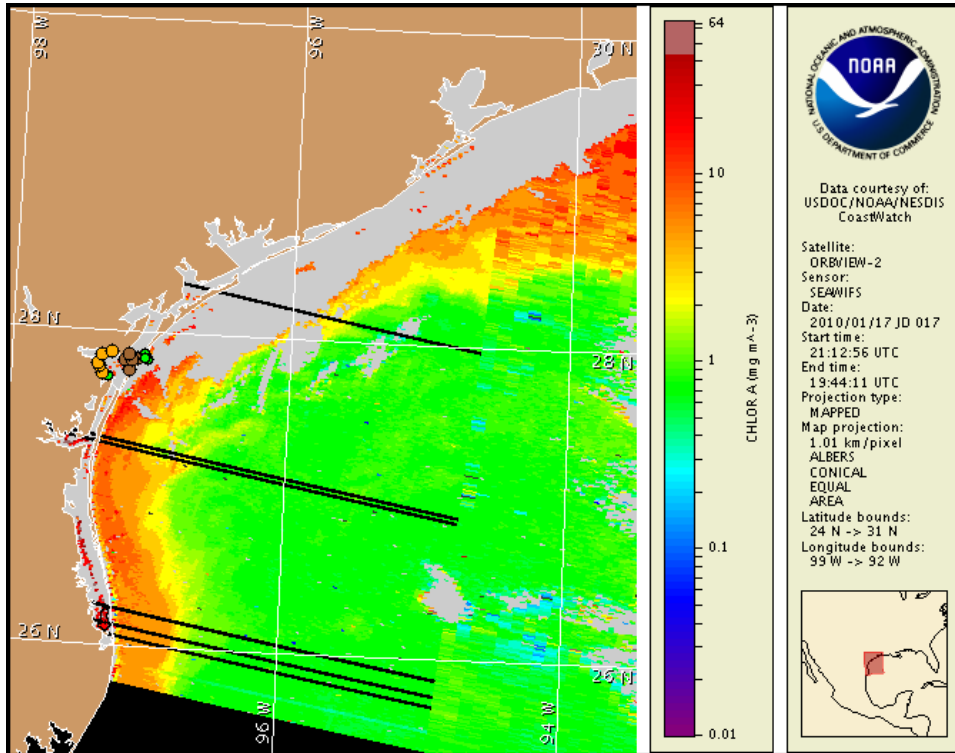 98 W
96 W
30 N
28 N
28 N
26 N
26 N
96 W
94 W
64
10
1
0.1
0.01
CHLOR A (mg m^-3)
NATIONAL OCEANIC AND ATMOSPHERIC ADMINISTRATION
NOAA
U.S. DEPARTMENT OF COMMERCE
Data courtesy of:
USDOC/NOAA/NESDIS
CoastWatch
Satellite:
ORBVIEW-2
Sensor:
SEAWIFS
Date:
2010/01/17 JD 017
Start time:
21:12:56 UTC
End time:
19:44:11 UTC
Projection type:
MAPPED
Map projection:
1.01 km/pixel
ALBERS
CONICAL
EQUAL
AREA
Latitude bounds:
24 N -> 31 N
Longitude bounds:
99 W -> 92 W